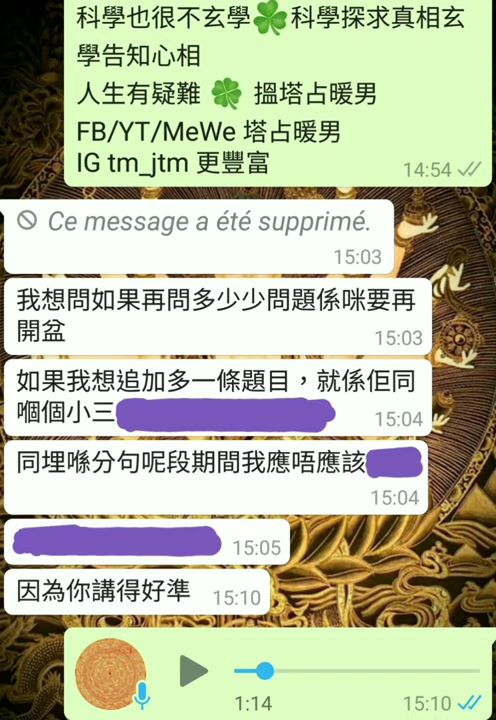 科學也很不玄學🍀科學探求真相玄
學告知心相
人生有疑難 🍀 搵塔占暖男
FB/YT/MeWe 塔占暖男
IG tm_jtm 更豐富
14:54
Ce message a été supprimé.
15:03
我想問如果再問多少少問題係咪要再
開盆
15:03
如果我想追加多一條題目，就係佢同
嗰個小三
15:04
同埋喺分句呢段期間我應唔應該
15:04
15:05
因為你講得好準
15:10
1:14
15:10